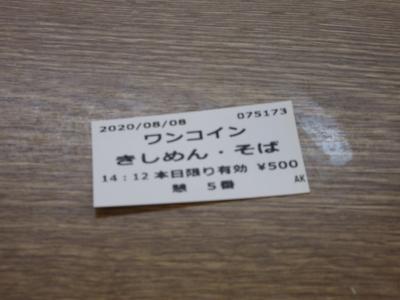 2020/08/08 075173
ワンコイン
きしめん・そば
14:12 本日限り有効 ¥500
憩 5番 AK